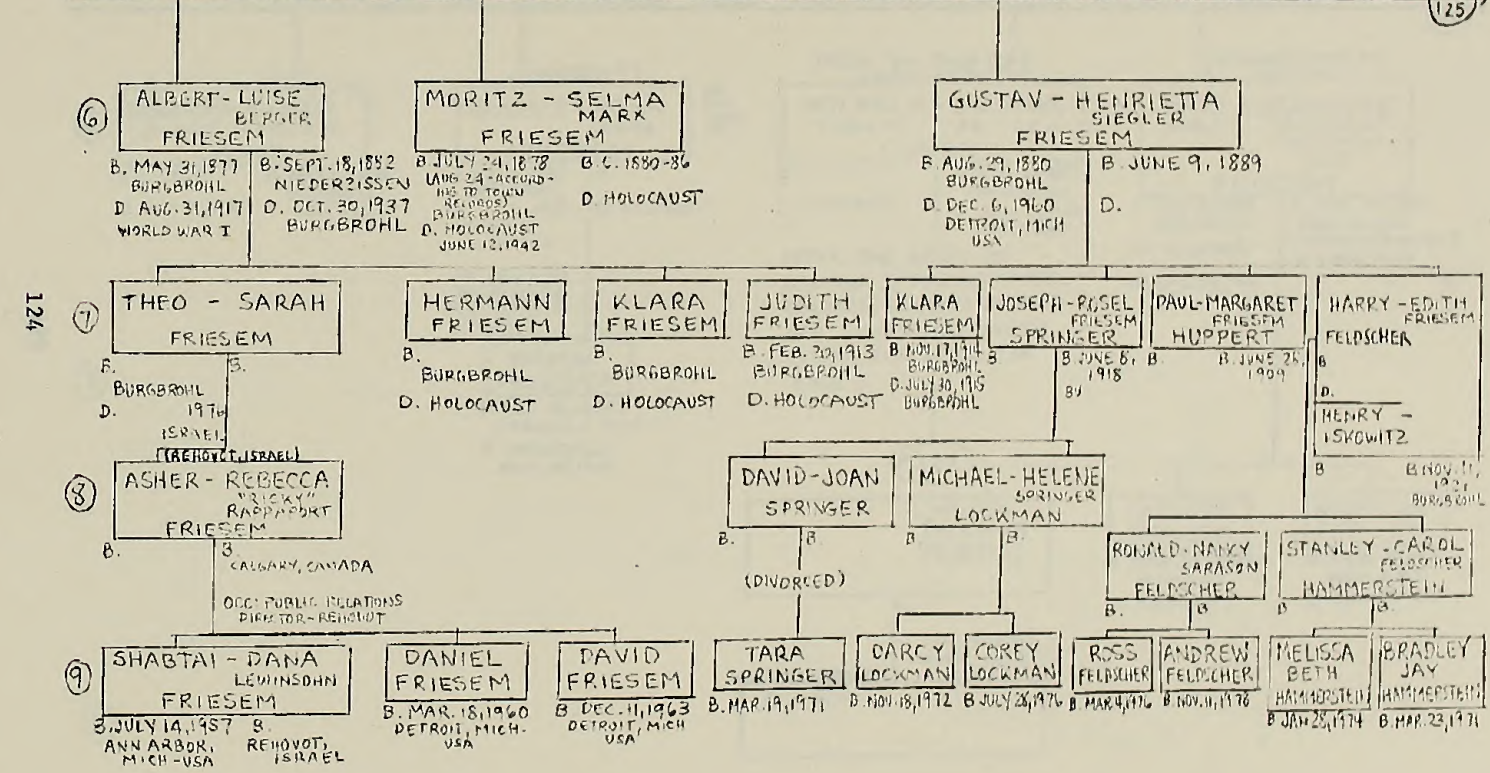 125
6
ALBERT - LUISE
BERGER
FRIESEM
B. MAY 31, 1877
BURGBROHL
D AUG. 31, 1917
WORLD WAR I
B. SEPT. 18, 1882
NIEDERZISSEN
D. OCT. 30, 1937
BURGBROHL
MORITZ - SELMA
MARX
FRIESEM
B. JULY 24, 1878
(AUG 24 - ACCORD-
ING TO TOWN
RECORDS)
BURGBROHL
D. HOLOCAUST
JUNE 12, 1942
B. C. 1880-86
D. HOLOCAUST
GUSTAV - HENRIETTA
SIEGLER
FRIESEM
B. AUG. 29, 1880
BURGBROHL
D. DEC. 6, 1960
DETROIT, MICH
USA
B. JUNE 9, 1889
D.
124
7
THEO - SARAH
FRIESEM
B.
BURGBROHL
D. 1976
ISRAEL
B.
HERMANN
FRIESEM
B.
BURGBROHL
D. HOLOCAUST
KLARA
FRIESEM
B.
BURGBROHL
D. HOLOCAUST
JUDITH
FRIESEM
B. FEB. 20, 1913
BURGBROHL
D. HOLOCAUST
KLARA
FRIESEM
B. NOV. 17, 1914
BURGBROHL
D. JULY 30, 1915
BURGBROHL
JOSEPH - ROSEL
FRIESEM
SPRINGER
B
B. JUNE 8,
1918
PAUL - MARGARET
FRIESEM
HUPPERT
B.
B. JUNE
1909
HARRY - EDITH
FRIESEM
FELDSCHER
B
D.
HENRY -
ISKOWITZ
B
B NOV. 11,
BURGBROHL
8
(REHOVOT, ISRAEL)
ASHER - REBECCA
"RICKY"
RAPPAPORT
FRIESEM
B.
B.
CALGARY, CANADA
OCC: PUBLIC RELATIONS
DIRECTOR - REHOVOT
DAVID - JOAN
SPRINGER
B.
B.
(DIVORCED)
MICHAEL - HELENE
SPRINGER
LOCKMAN
B
B.
RONALD - NANCY
SARASON
FELDSCHER
B.
B
STANLEY - CAROL
FELDSCHER
HAMMERSTEIN
B
B.
9
SHABTAI - DANA
LEVINSOHN
FRIESEM
B. JULY 14, 1957
ANN ARBOR,
MICH - USA
B.
REHOVOT,
ISRAEL
DANIEL
FRIESEM
B. MAR. 18, 1960
DETROIT, MICH.
USA
DAVID
FRIESEM
B DEC. 11, 1963
DETROIT, MICH
USA
TARA
SPRINGER
B. MAR. 19, 1971
DARCY
LOCKMAN
B. NOV. 18, 1972
COREY
LOCKMAN
B JULY 28, 1976
ROSS
FELDSCHER
B. MAR. 4, 1976
ANDREW
FELDSCHER
B. NOV. 11, 1978
MELISSA
BETH
HAMMERSTEIN
B JAN 28, 1974
BRADLEY
JAY
HAMMERSTEIN
B. MAR. 23, 1971